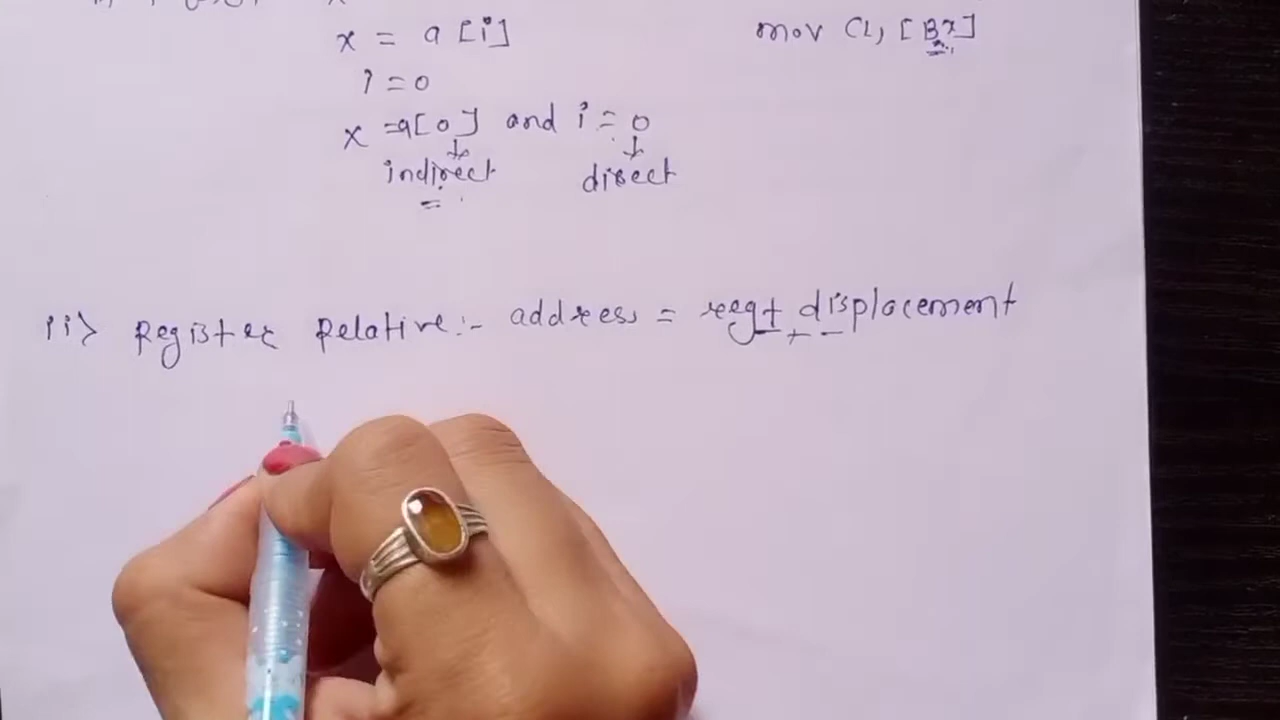 x = a [i]
mov CL, [Bx]
i = 0
x = a[0] and i = 0
indirect direct
ii> Register Relative :- address = reg + displacement